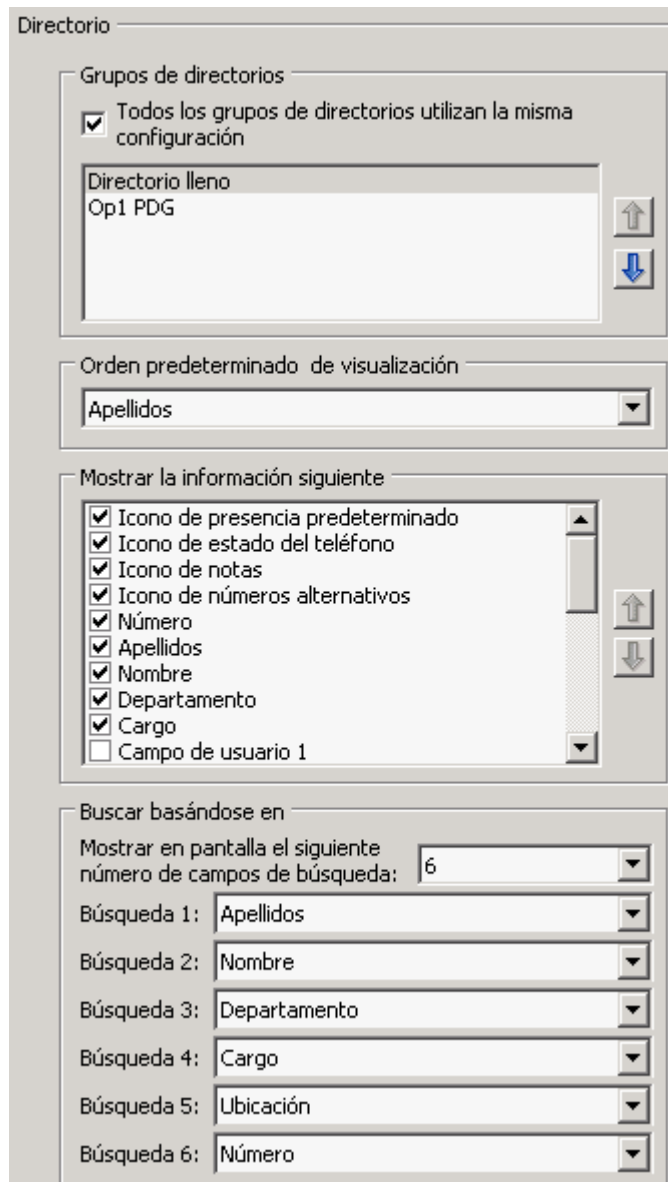 Directorio
Grupos de directorios
Todos los grupos de directorios utilizan la misma
configuración
Directorio lleno
Op1 PDG
Orden predeterminado de visualización
Apellidos
Mostrar la información siguiente
Icono de presencia predeterminado
Icono de estado del teléfono
Icono de notas
Icono de números alternativos
Número
Apellidos
Nombre
Departamento
Cargo
Campo de usuario 1
Buscar basándose en
Mostrar en pantalla el siguiente
número de campos de búsqueda: 6
Búsqueda 1: Apellidos
Búsqueda 2: Nombre
Búsqueda 3: Departamento
Búsqueda 4: Cargo
Búsqueda 5: Ubicación
Búsqueda 6: Número